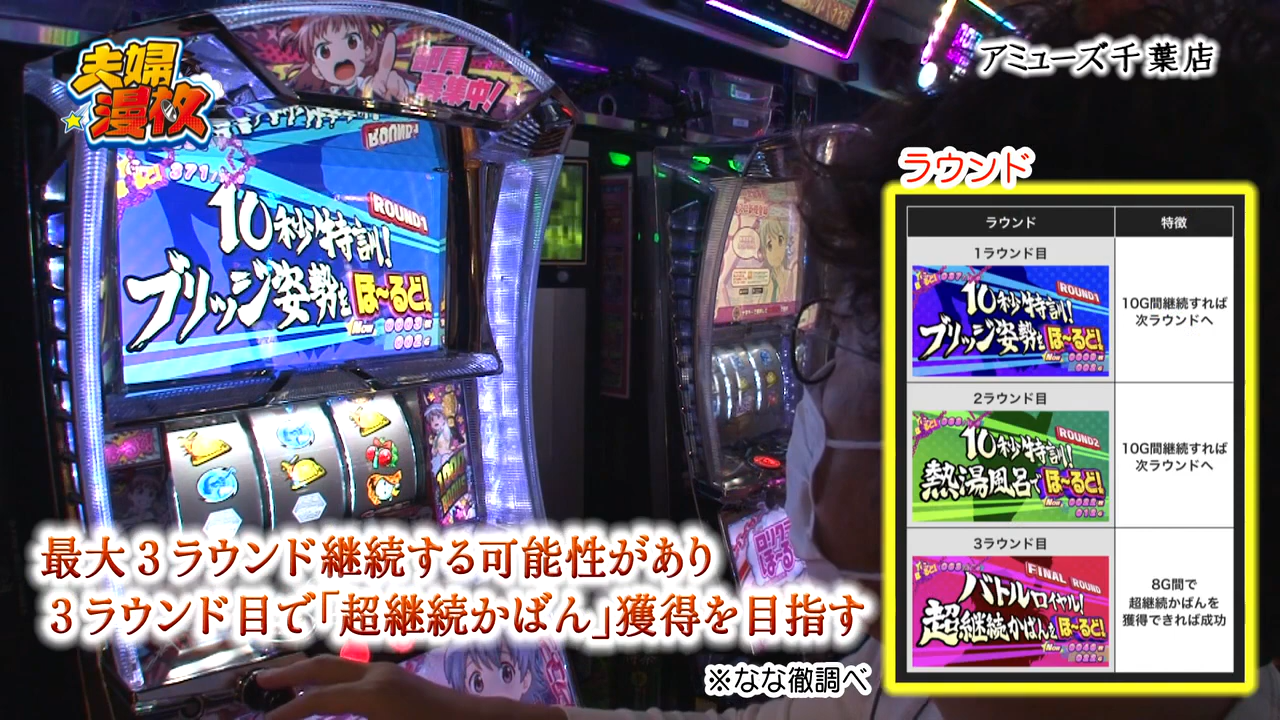 夫婦
漫枚
アミューズ千葉店
部員
募集中!
ROUND1
10秒特訓!
ブリッジ姿勢を
ほ〜るど!
ラウンド
ラウンド
特徴
1ラウンド目
ROUND1
10秒特訓!
ブリッジ姿勢を
ほ〜るど!
10G間継続すれば
次ラウンドへ
2ラウンド目
ROUND2
10秒特訓!
熱湯風呂で
ほ〜るど!
10G間継続すれば
次ラウンドへ
3ラウンド目
FINAL ROUND
バトルロイヤル!
超継続かばんを
ほ〜るど!
8G間で
超継続かばんを
獲得できれば成功
最大3ラウンド継続する可能性があり
3ラウンド目で「超継続かばん」獲得を目指す
※なな徹調べ